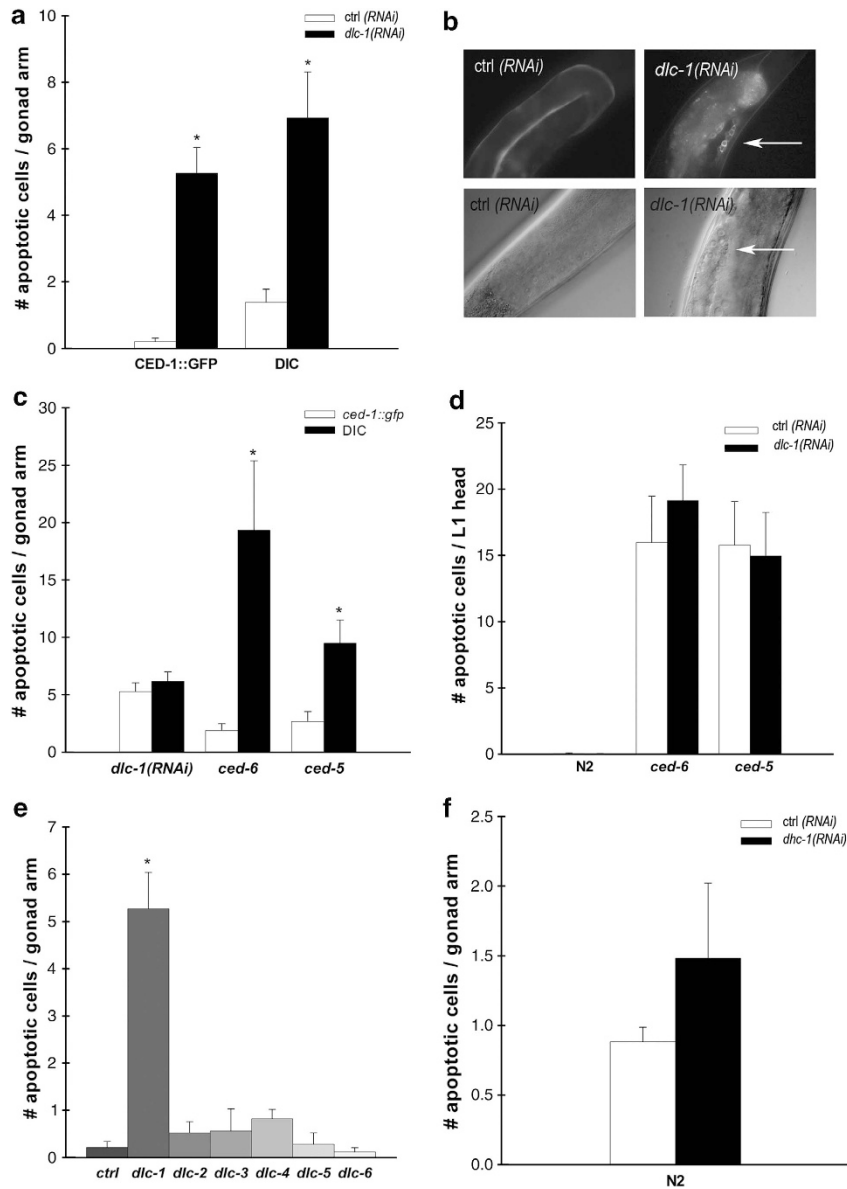 a
ctrl (RNAi)
dlc-1(RNAi)
# apoptotic cells / gonad arm
10
8
6
4
2
0
*
*
CED-1::GFP
DIC
b
ctrl (RNAi)
dlc-1(RNAi)
ctrl (RNAi)
dlc-1(RNAi)
c
ced-1::gfp
DIC
# apoptotic cells / gonad arm
30
25
20
15
10
5
0
*
*
dlc-1(RNAi)
ced-6
ced-5
d
ctrl (RNAi)
dlc-1(RNAi)
# apoptotic cells / L1 head
25
20
15
10
5
0
N2
ced-6
ced-5
e
# apoptotic cells / gonad arm
7
6
5
4
3
2
1
0
*
ctrl
dlc-1
dlc-2
dlc-3
dlc-4
dlc-5
dlc-6
f
ctrl (RNAi)
dhc-1(RNAi)
# apoptotic cells / gonad arm
2.5
2.0
1.5
1.0
0.5
0.0
N2